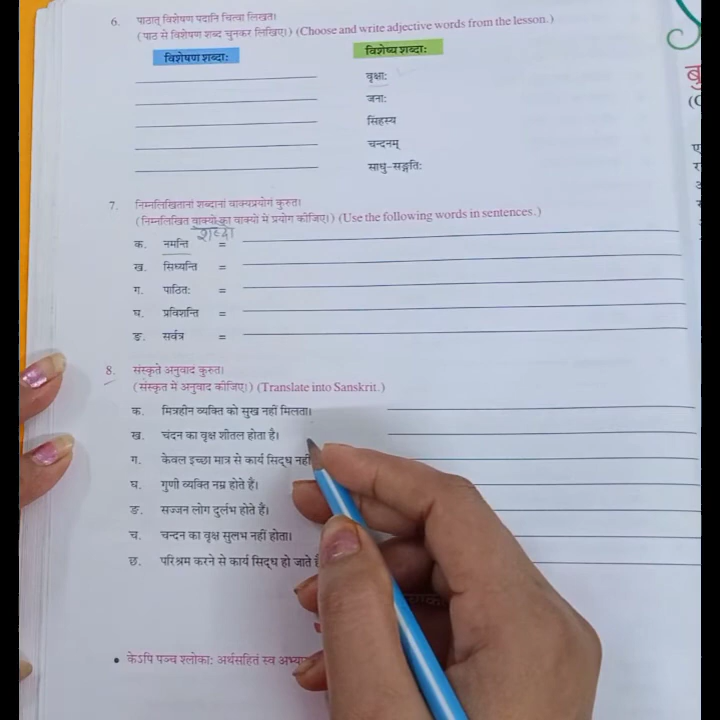 6. पाठात् विशेषण पदानि चित्वा लिखत।
(पाठ से विशेषण शब्द चुनकर लिखिए।) (Choose and write adjective words from the lesson.)
विशेषण शब्दाः विशेष्य शब्दाः
वृक्षाः
जनाः
सिंहस्य
चन्दनम्
साधु-सङ्गतिः
7. निम्नलिखितानां शब्दानां वाक्यप्रयोगं कुरुत।
(निम्नलिखित वाक्यों का वाक्यों में प्रयोग कीजिए।) (Use the following words in sentences.)
शब्दों
क. नमन्ति =
ख. सिध्यन्ति =
ग. पाठितः =
घ. प्रविशन्ति =
ङ. सर्वत्र =
8. संस्कृते अनुवाद कुरुत।
(संस्कृत में अनुवाद कीजिए।) (Translate into Sanskrit.)
क. मित्रहीन व्यक्ति को सुख नहीं मिलता।
ख. चंदन का वृक्ष शीतल होता है।
ग. केवल इच्छा मात्र से कार्य सिद्ध नहीं
घ. गुणी व्यक्ति नम्र होते हैं।
ङ. सज्जन लोग दुर्लभ होते हैं।
च. चन्दन का वृक्ष सुलभ नहीं होता।
छ. परिश्रम करने से कार्य सिद्ध हो जाते
• केऽपि पञ्च श्लोकाः अर्थसहितं स्व